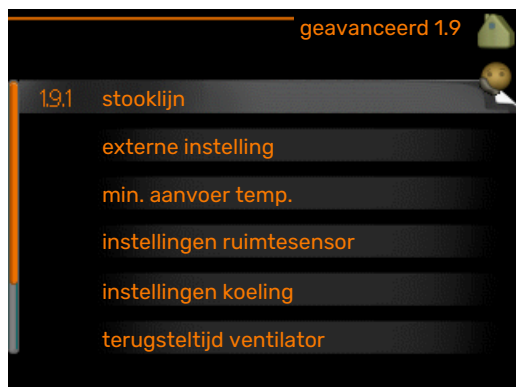 geavanceerd 1.9
1.9.1 stooklijn
externe instelling
min. aanvoer temp.
instellingen ruimtesensor
instellingen koeling
terugsteltijd ventilator